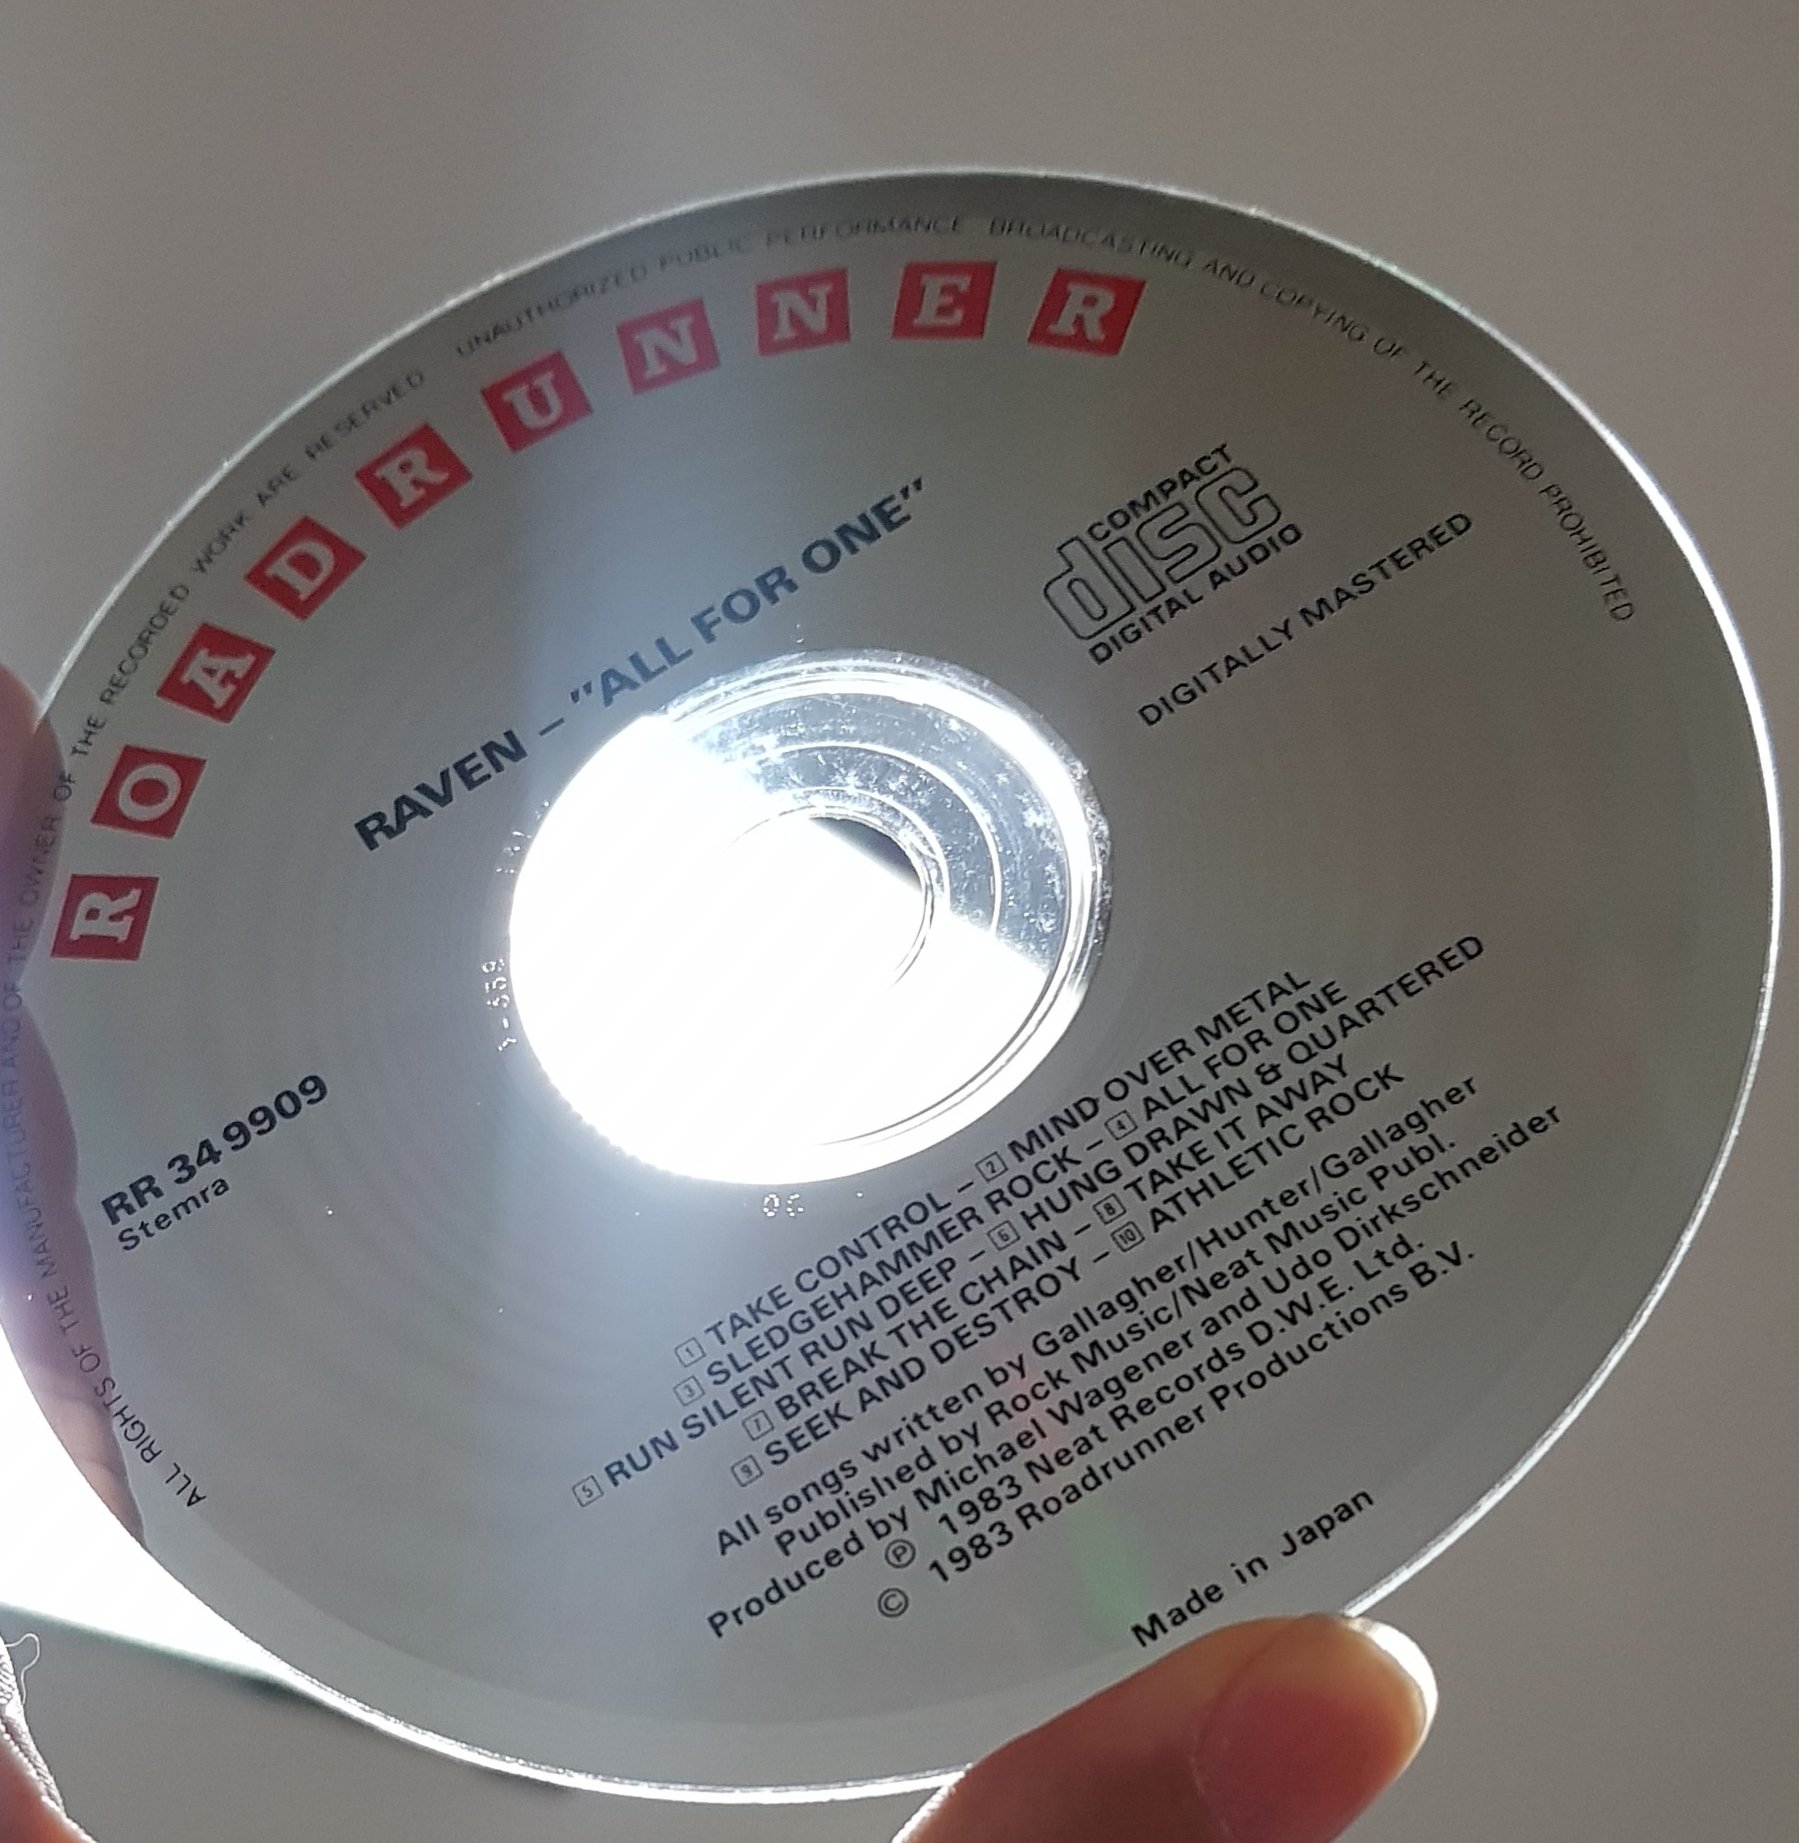 ALL RIGHTS OF THE MANUFACTURER AND OF THE OWNER OF THE RECORDED WORK ARE RESERVED UNAUTHORIZED PUBLIC PERFORMANCE BROADCASTING AND COPYING OF THE RECORD PROHIBITED
ROADRUNNER
RAVEN – "ALL FOR ONE"
COMPACT
disc
DIGITAL AUDIO
DIGITALLY MASTERED
RR 34 9909
Stemra
1 TAKE CONTROL – 2 MIND OVER METAL
3 SLEDGEHAMMER ROCK – 4 ALL FOR ONE
5 RUN SILENT RUN DEEP – 6 HUNG DRAWN & QUARTERED
7 BREAK THE CHAIN – 8 TAKE IT AWAY
9 SEEK AND DESTROY – 10 ATHLETIC ROCK
All songs written by Gallagher/Hunter/Gallagher
Published by Rock Music/Neat Music Publ.
Produced by Michael Wagener and Udo Dirkschneider
℗ 1983 Neat Records D.W.E. Ltd.
© 1983 Roadrunner Productions B.V.
Made in Japan